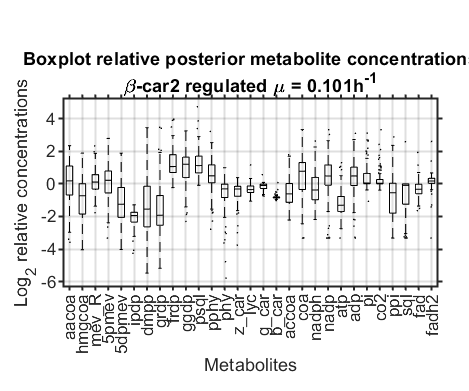 Boxplot relative posterior metabolite concentrations
β-car2 regulated μ = 0.101h-1
Log2 relative concentrations
4
2
0
-2
-4
-6
aacoa
hmgcoa
mev_R
5pmev
5dpmev
ipdp
dmpp
grdp
frdp
ggdp
psql
pphy
phy
z_car
lyc
g_car
b_car
accoa
coa
nadph
nadp
atp
adp
pi
co2
ppi
sql
fad
fadh2
Metabolites